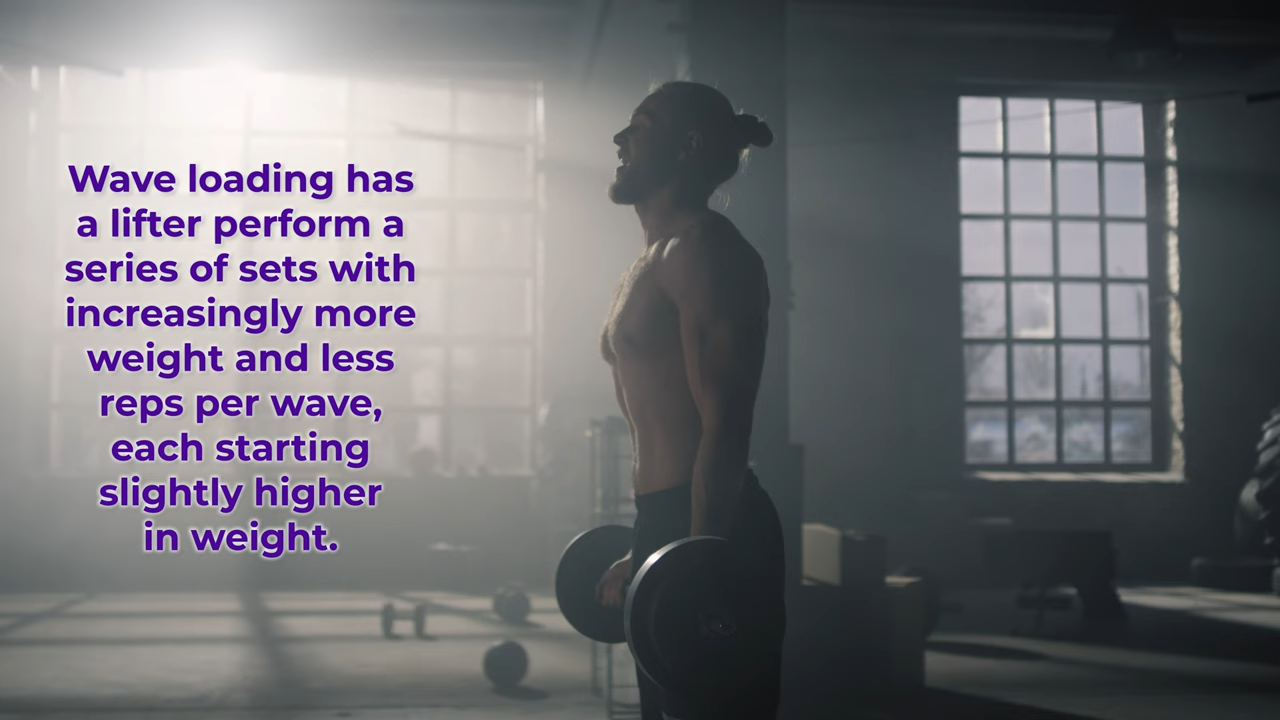 Wave loading has
a lifter perform a
series of sets with
increasingly more
weight and less
reps per wave,
each starting
slightly higher
in weight.